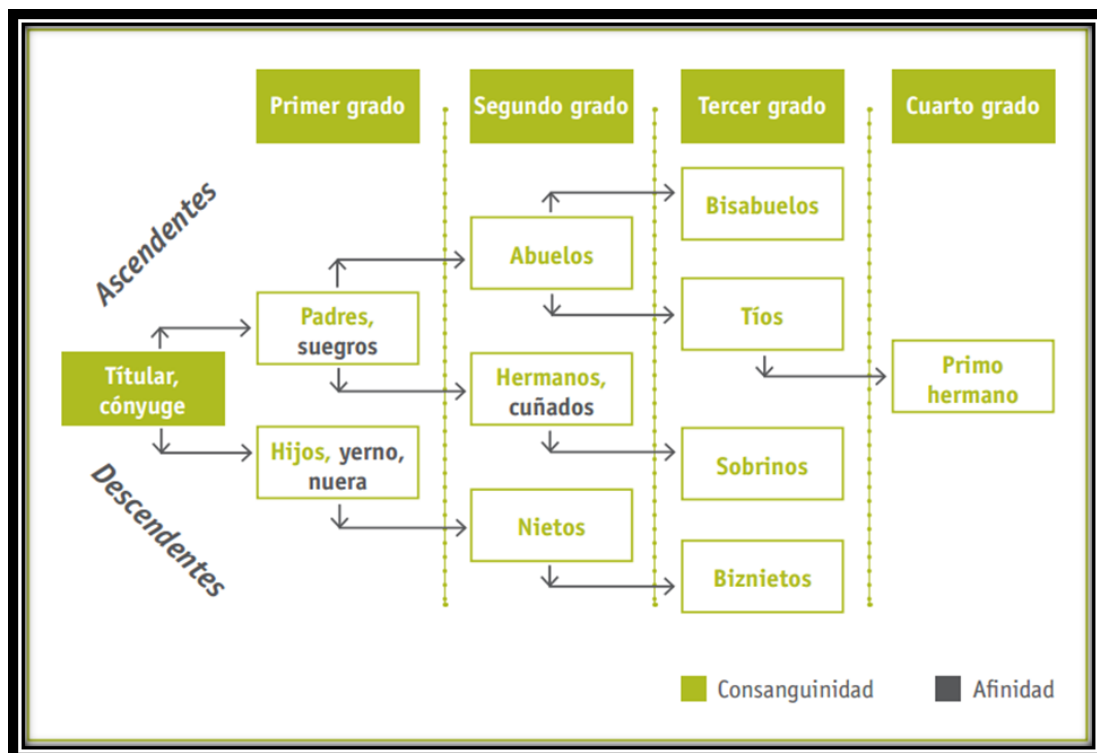 Primer grado
Segundo grado
Tercer grado
Cuarto grado
Ascendentes
Descendentes
Títular,
cónyuge
Padres,
suegros
Hijos, yerno,
nuera
Abuelos
Hermanos,
cuñados
Nietos
Bisabuelos
Tíos
Sobrinos
Biznietos
Primo
hermano
Consanguinidad
Afinidad